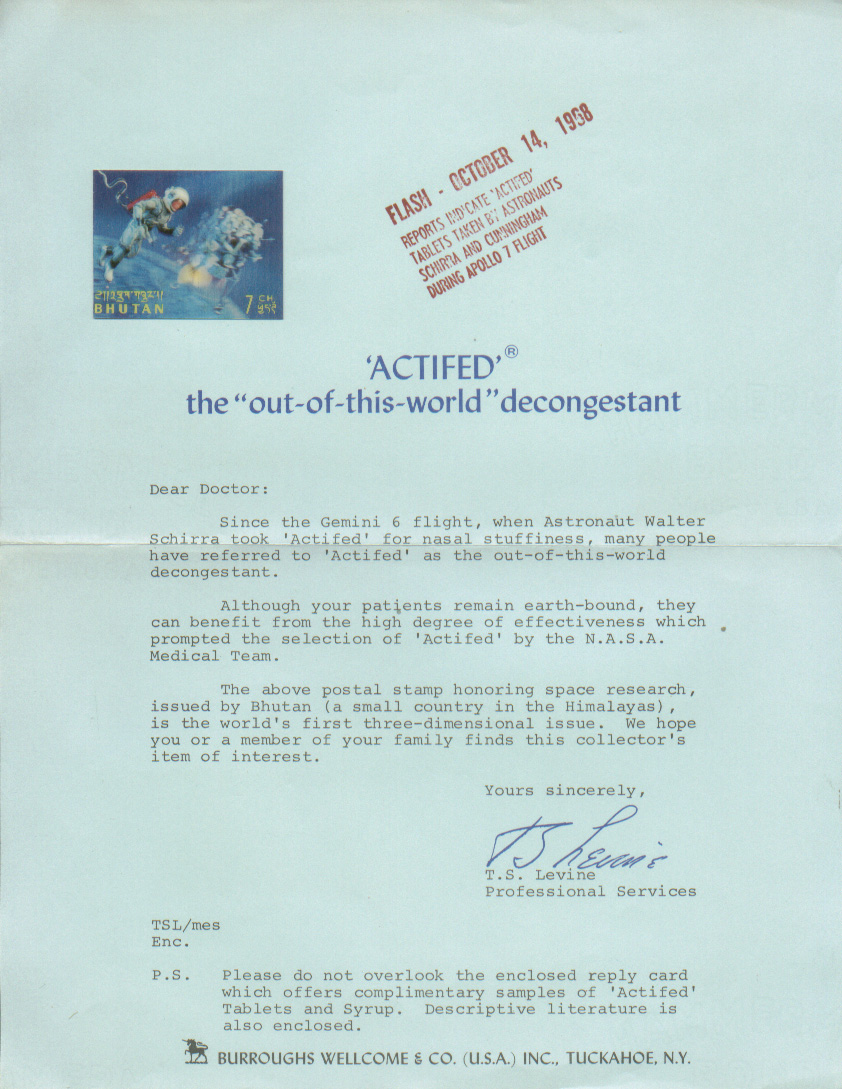 FLASH - OCTOBER 14, 1968
REPORTS INDICATE 'ACTIFED'
TABLETS TAKEN BY ASTRONAUTS
SCHIRRA AND CUNNINGHAM
DURING APOLLO 7 FLIGHT
BHUTAN
7 CH
'ACTIFED'®
the “out-of-this-world” decongestant
Dear Doctor:
Since the Gemini 6 flight, when Astronaut Walter
Schirra took 'Actifed' for nasal stuffiness, many people
have referred to 'Actifed' as the out-of-this-world
decongestant.
Although your patients remain earth-bound, they
can benefit from the high degree of effectiveness which
prompted the selection of 'Actifed' by the N.A.S.A.
Medical Team.
The above postal stamp honoring space research,
issued by Bhutan (a small country in the Himalayas),
is the world's first three-dimensional issue. We hope
you or a member of your family finds this collector's
item of interest.
Yours sincerely,
TS Levine
T.S. Levine
Professional Services
TSL/mes
Enc.
P.S. Please do not overlook the enclosed reply card
which offers complimentary samples of 'Actifed'
Tablets and Syrup. Descriptive literature is
also enclosed.
BURROUGHS WELLCOME & CO. (U.S.A.) INC., TUCKAHOE, N.Y.